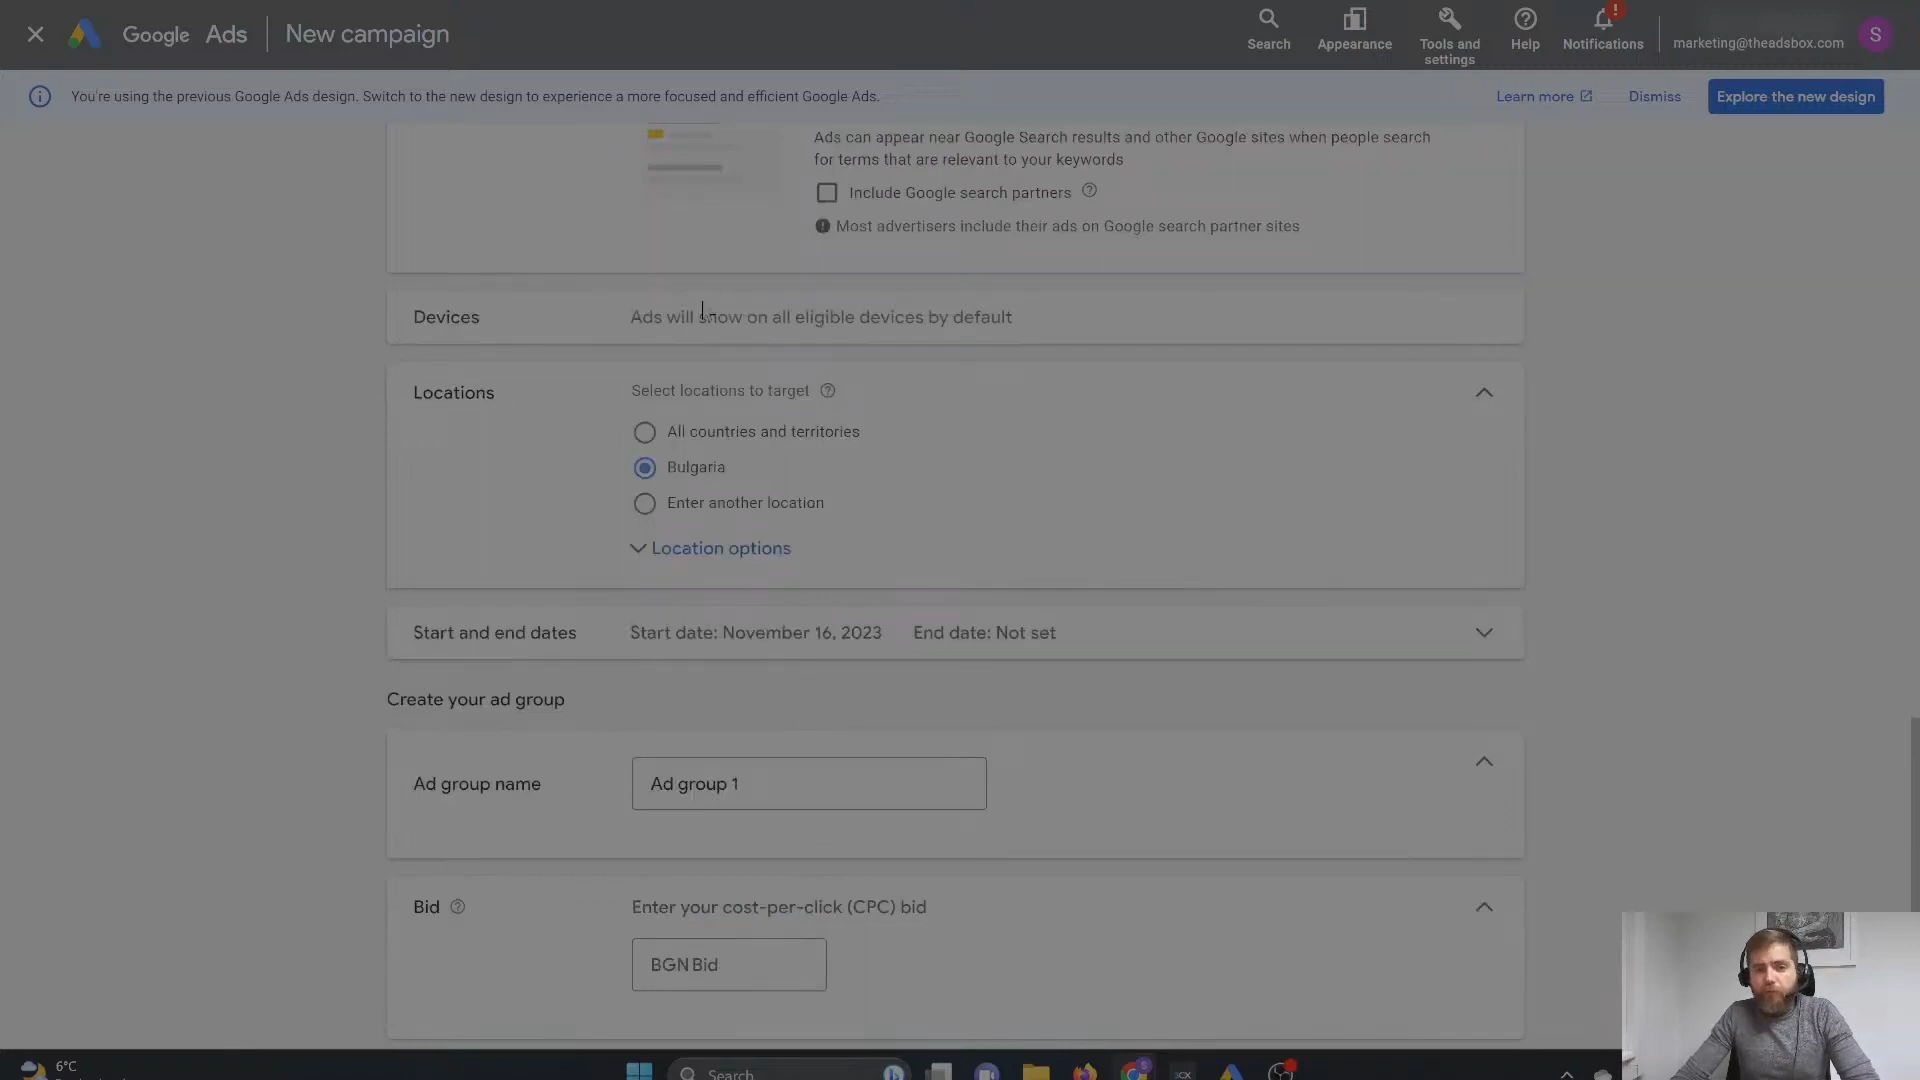 Google Ads
New campaign
Search
Appearance
Tools and settings
Help
Notifications
marketing@theadsbox.com
S
You're using the previous Google Ads design. Switch to the new design to experience a more focused and efficient Google Ads.
Learn more
Dismiss
Explore the new design
Ads can appear near Google Search results and other Google sites when people search
for terms that are relevant to your keywords
Include Google search partners
Most advertisers include their ads on Google search partner sites
Devices
Ads will show on all eligible devices by default
Locations
Select locations to target
All countries and territories
Bulgaria
Enter another location
Location options
Start and end dates
Start date: November 16, 2023
End date: Not set
Create your ad group
Ad group name
Ad group 1
Bid
Enter your cost-per-click (CPC) bid
BGN Bid
6°C
Search